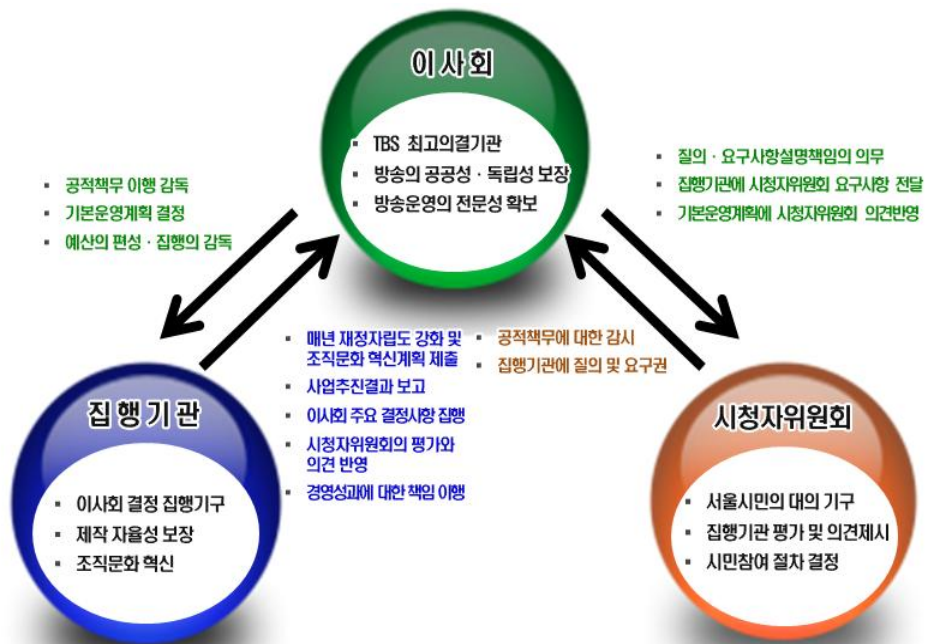 이사회
▪ TBS 최고의결기관
▪ 방송의 공공성 · 독립성 보장
▪ 방송운영의 전문성 확보
▪ 공적책무 이행 감독
▪ 기본운영계획 결정
▪ 예산의 편성 · 집행의 감독
▪ 질의 · 요구사항설명책임의 의무
▪ 집행기관에 시청자위원회 요구사항 전달
▪ 기본운영계획에 시청자위원회 의견반영
▪ 매년 재정자립도 강화 및
조직문화 혁신계획 제출
▪ 사업추진결과 보고
▪ 이사회 주요 결정사항 집행
▪ 시청자위원회의 평가와
의견 반영
▪ 경영성과에 대한 책임 이행
▪ 공적책무에 대한 감시
▪ 집행기관에 질의 및 요구권
집행기관
▪ 이사회 결정 집행기구
▪ 제작 자율성 보장
▪ 조직문화 혁신
시청자위원회
▪ 서울시민의 대의 기구
▪ 집행기관 평가 및 의견제시
▪ 시민참여 절차 결정